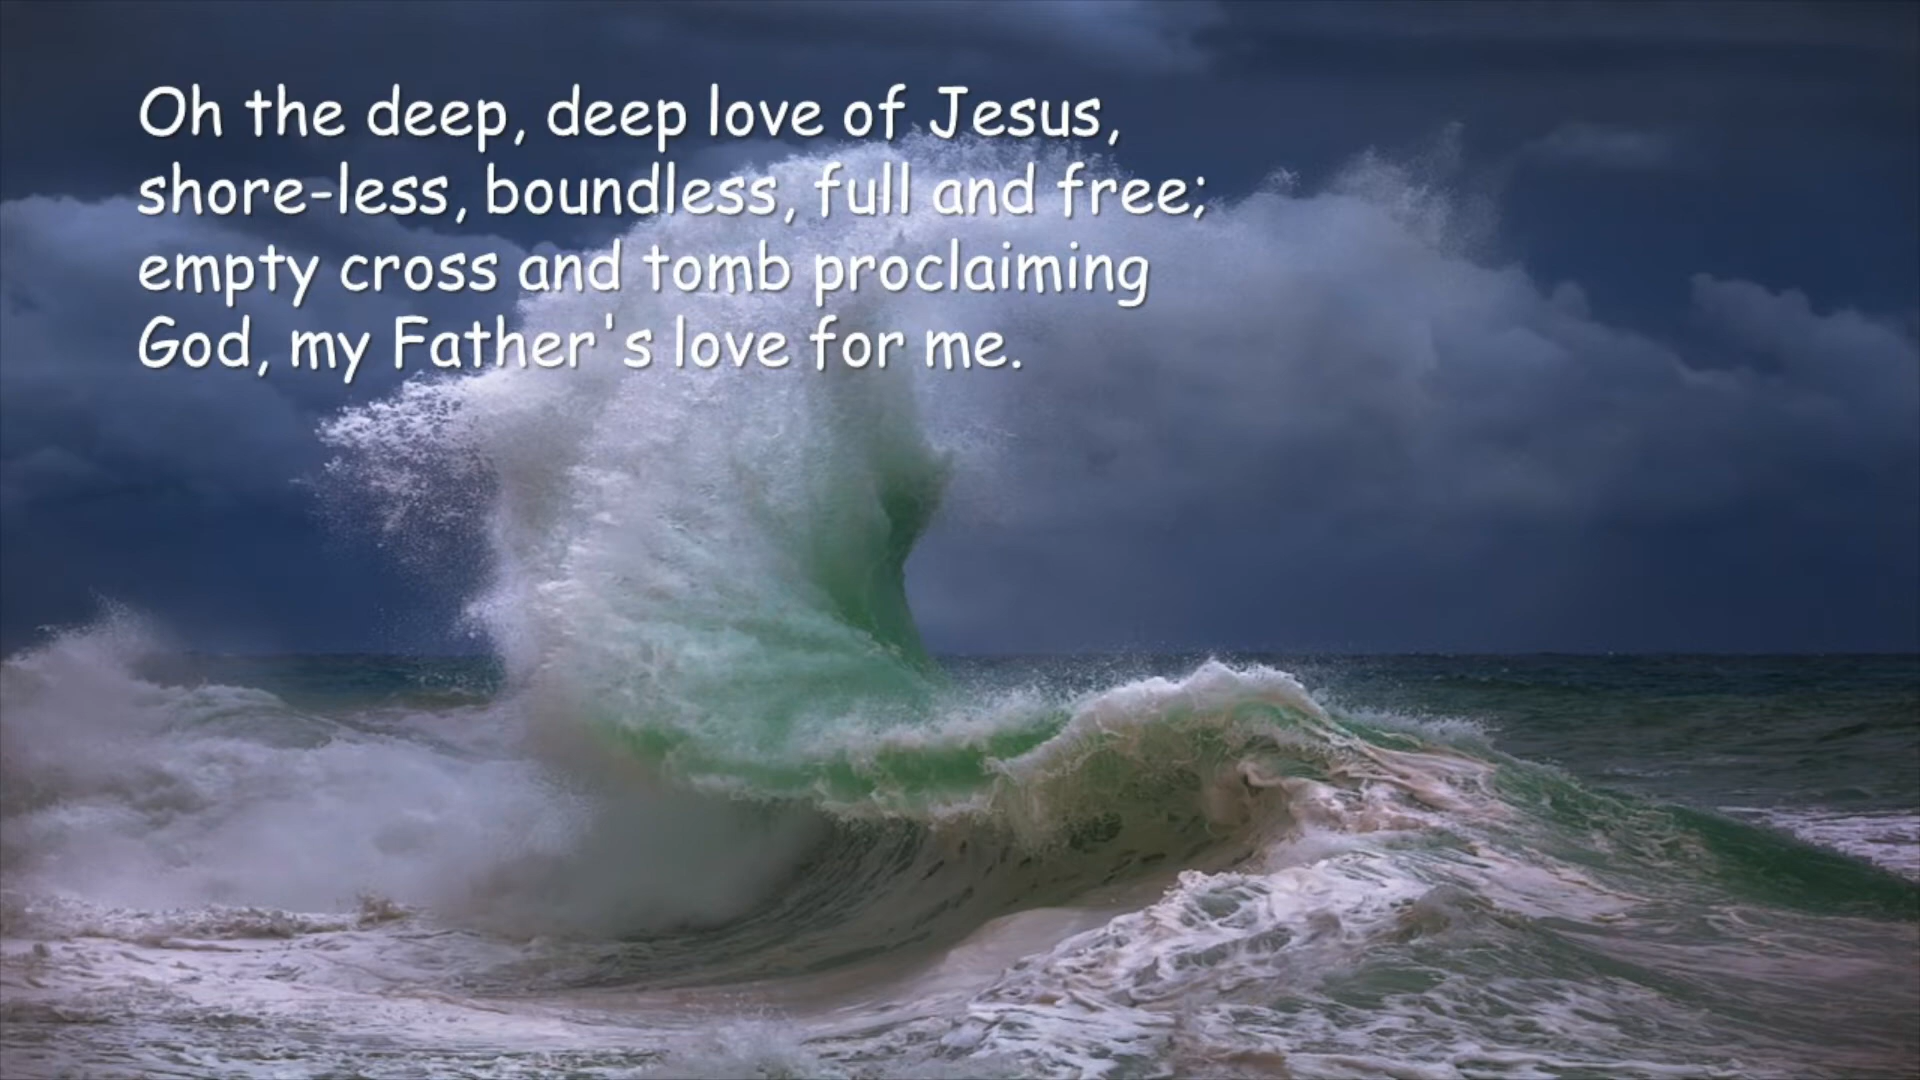 Oh the deep, deep love of Jesus,
shore-less, boundless, full and free;
empty cross and tomb proclaiming
God, my Father's love for me.